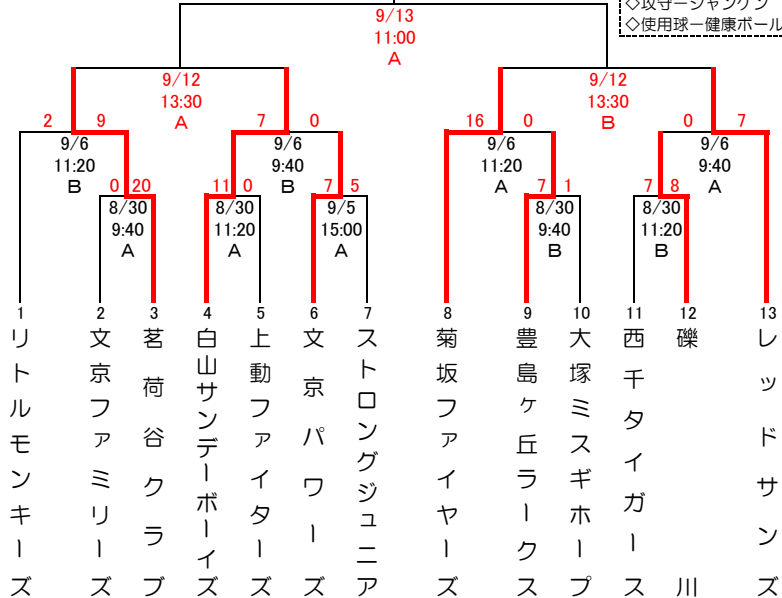 ◇攻守ージャンケン
◇使用球ー健康ボール
9/13
11:00
A
9/12
13:30
A
9/12
13:30
B
2 9
9/6
11:20
B
7 0
9/6
9:40
B
16 0
9/6
11:20
A
0 7
9/6
9:40
A
0 20
8/30
9:40
A
11 0
8/30
11:20
A
7 5
9/5
15:00
A
7 1
8/30
9:40
B
7 8
8/30
11:20
B
1 2 3 4 5 6 7 8 9 10 11 12 13
リトルモンキーズ
文京ファミリーズ
茗荷谷クラブ
白山サンデーボーイズ
上動ファイターズ
文京パワーズ
ストロングジュニア
菊坂ファイヤーズ
豊島ヶ丘ラークス
大塚ミスギホープ
西千タイガース
礫川
レッドサンズ